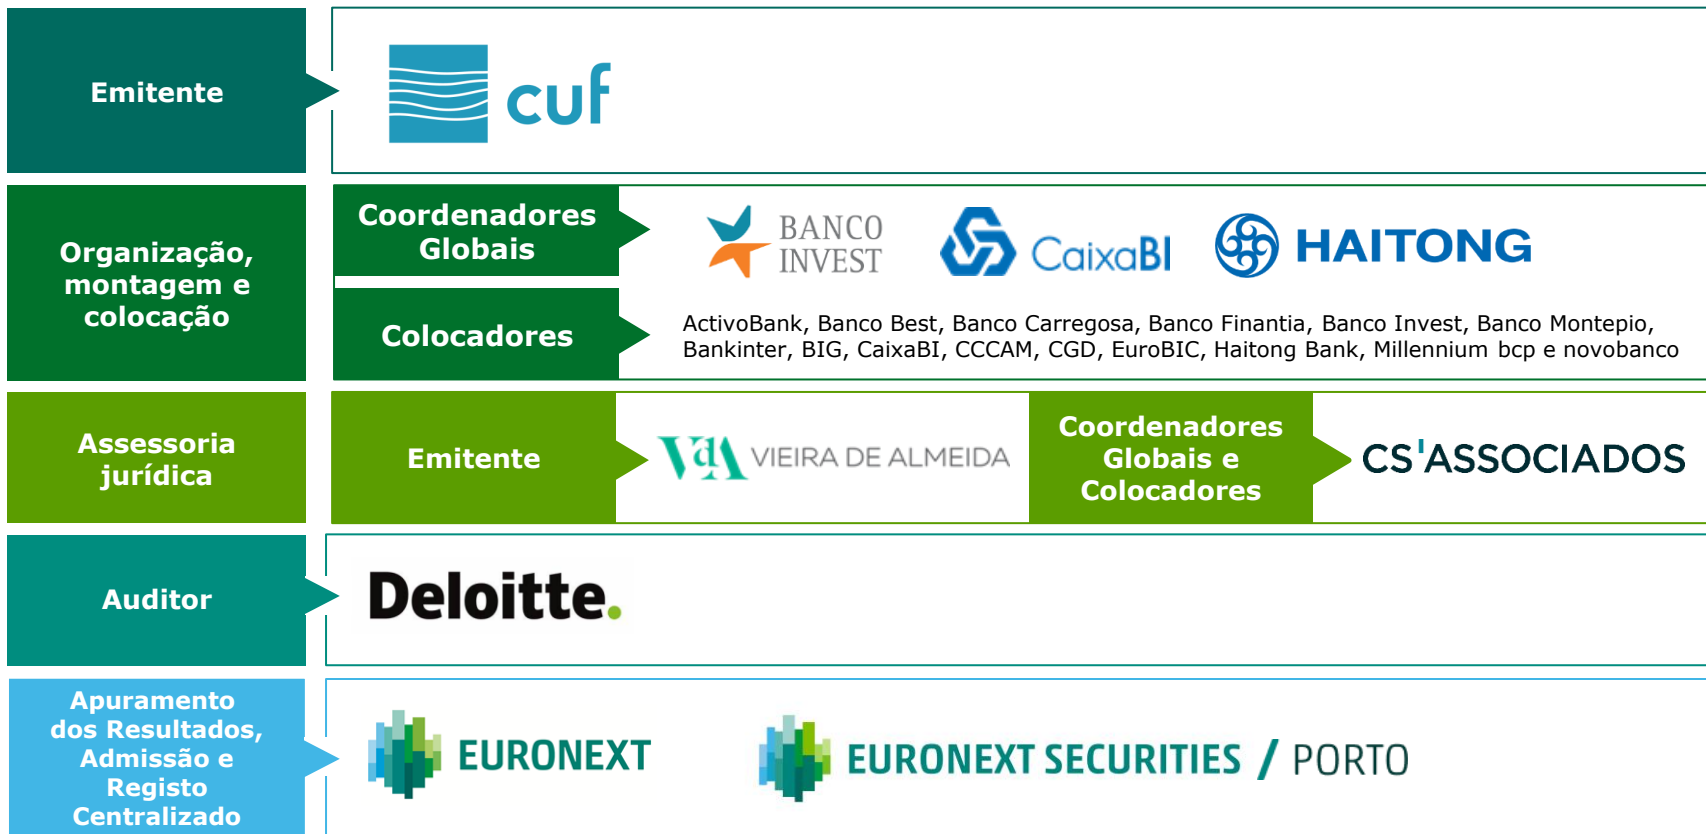 Emitente
cuf
Organização,
montagem e
colocação
Coordenadores
Globais
BANCO
INVEST
CaixaBI
HAITONG
Colocadores
ActivoBank, Banco Best, Banco Carregosa, Banco Finantia, Banco Invest, Banco Montepio,
Bankinter, BIG, CaixaBI, CCCAM, CGD, EuroBIC, Haitong Bank, Millennium bcp e novobanco
Assessoria
jurídica
Emitente
VdA VIEIRA DE ALMEIDA
Coordenadores
Globais e
Colocadores
CS'ASSOCIADOS
Auditor
Deloitte.
Apuramento
dos Resultados,
Admissão e
Registo
Centralizado
EURONEXT
EURONEXT SECURITIES / PORTO